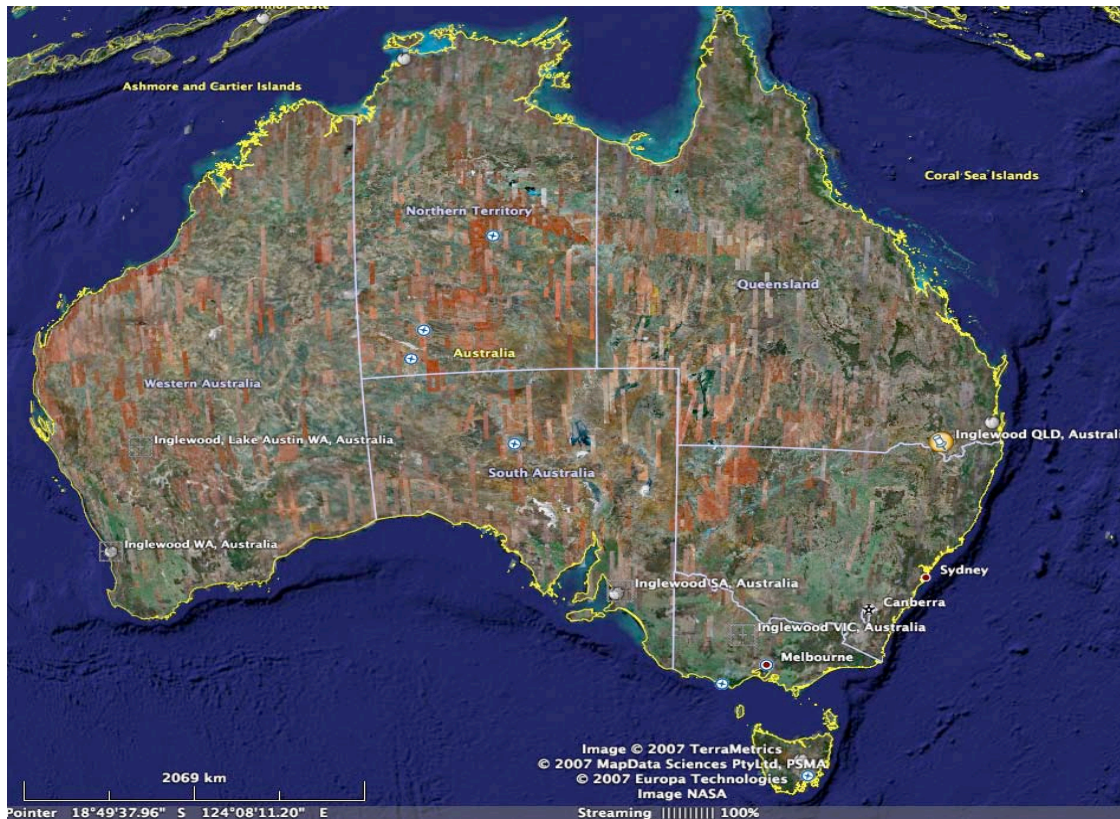 Timor-Leste
Ashmore and Cartier Islands
Coral Sea Islands
Northern Territory
Queensland
Australia
Western Australia
Inglewood, Lake Austin WA, Australia
Inglewood QLD, Australi
South Australia
Inglewood WA, Australia
Sydney
Inglewood SA, Australia
Canberra
Inglewood VIC, Australia
Melbourne
Image © 2007 TerraMetrics
© 2007 MapData Sciences PtyLtd, PSMA
© 2007 Europa Technologies
Image NASA
2069 km
Pointer 18°49'37.96" S 124°08'11.20" E
Streaming |||||||||| 100%